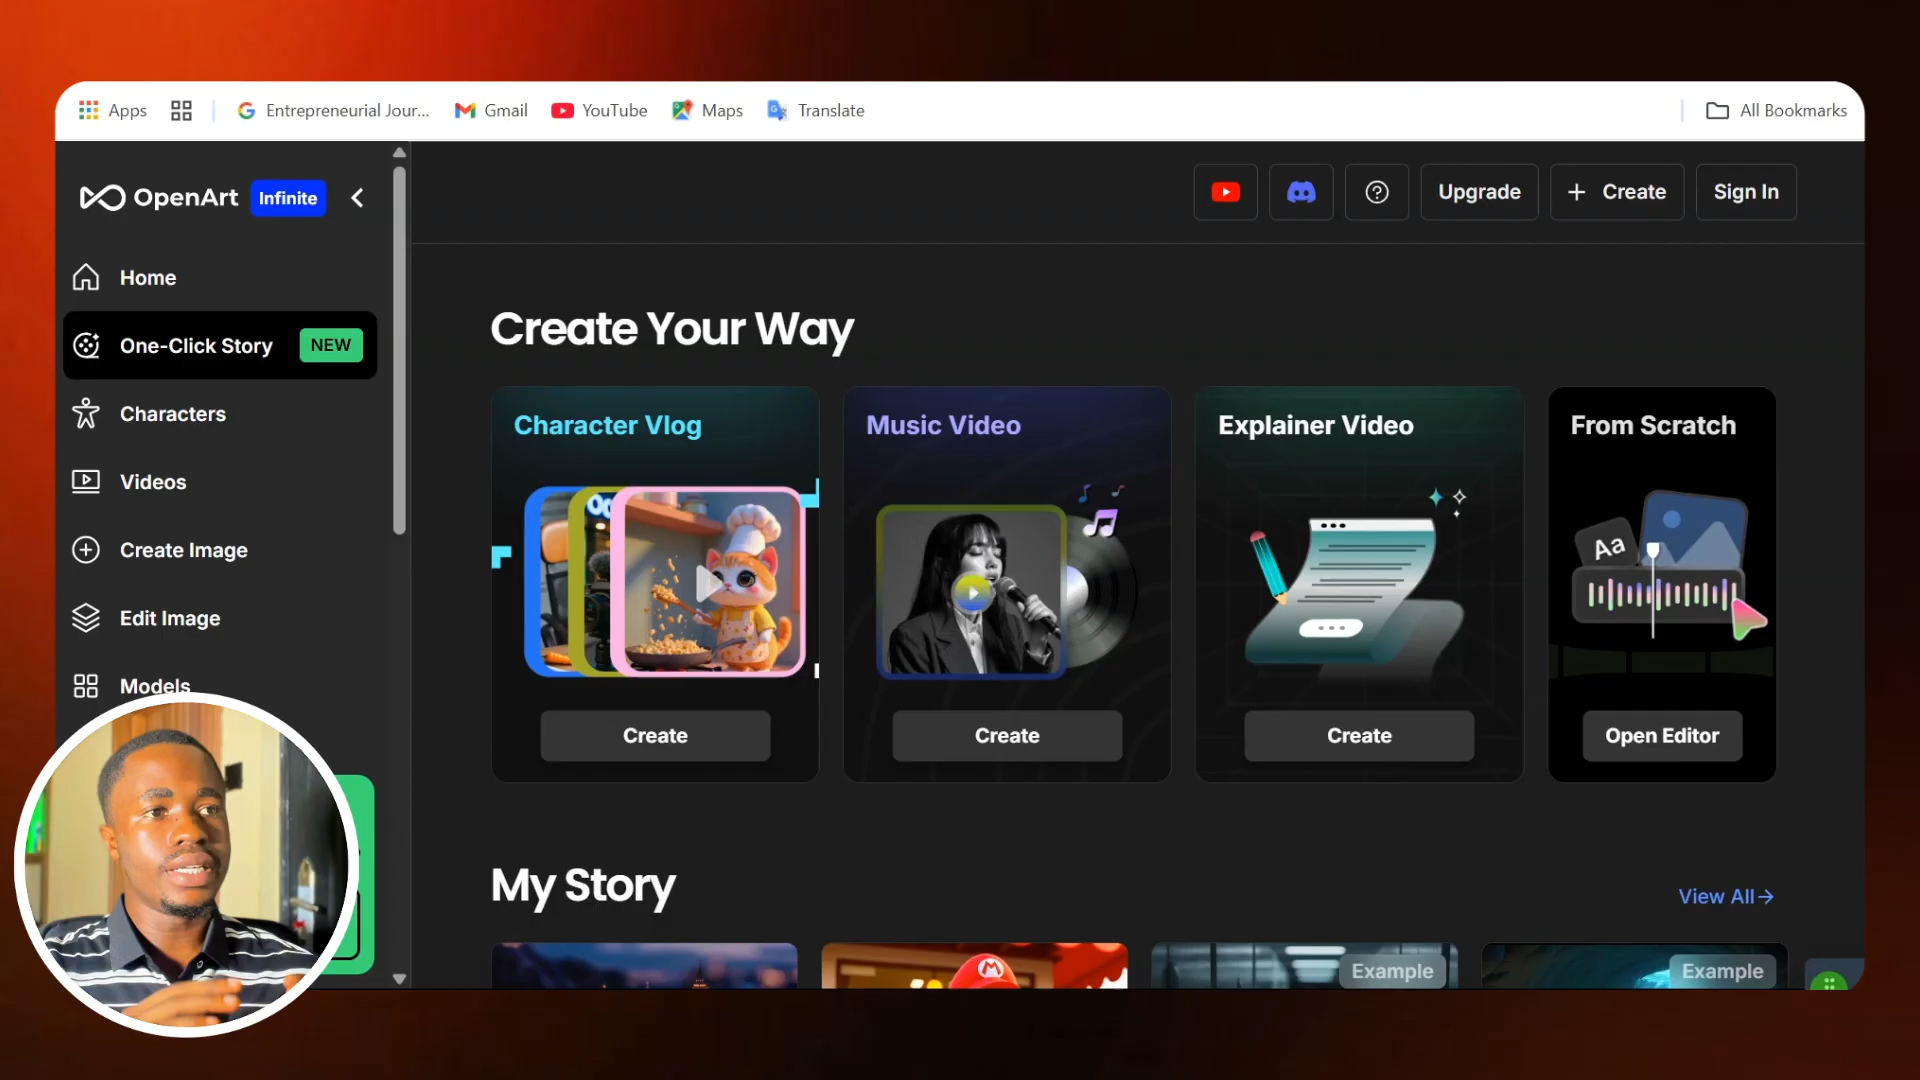 Apps
Entrepreneurial Jour...
Gmail
YouTube
Maps
Translate
All Bookmarks
OpenArt
Infinite
Upgrade
+ Create
Sign In
Home
One-Click Story
NEW
Characters
Videos
Create Image
Edit Image
Models
Create Your Way
Character Vlog
Music Video
Explainer Video
From Scratch
Aa
Create
Create
Create
Open Editor
My Story
View All→
Example
Example